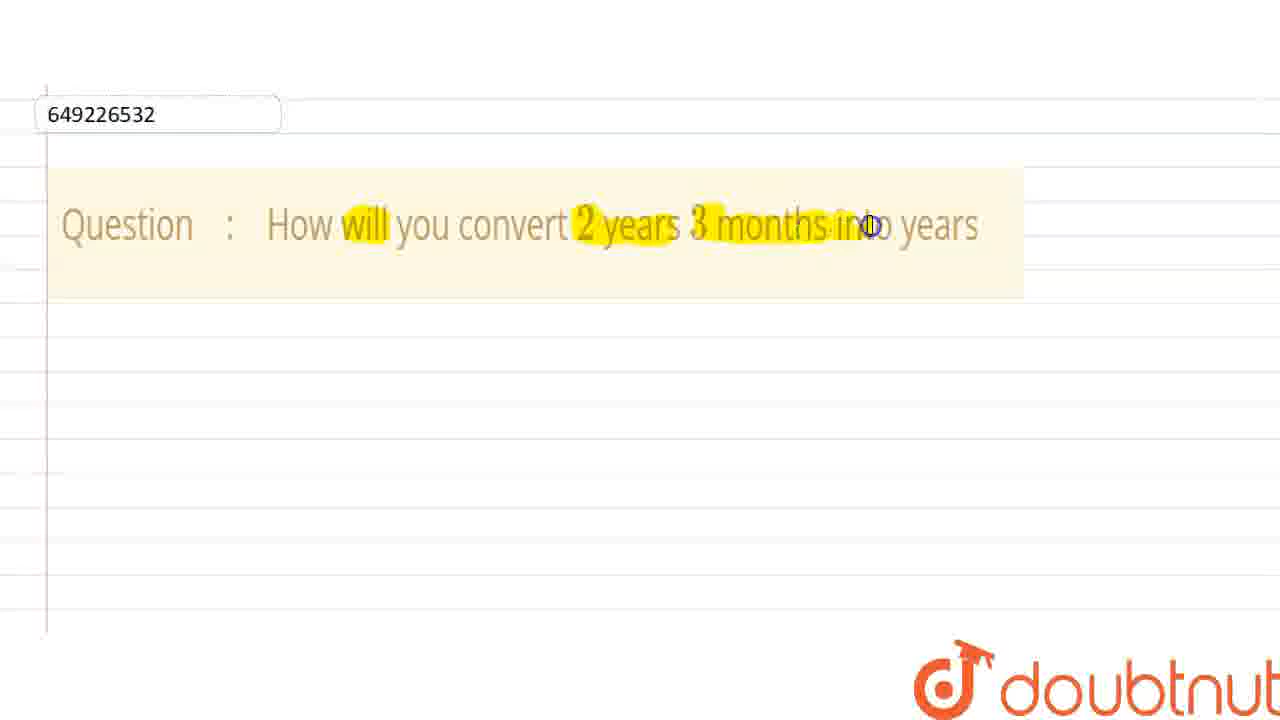 649226532
Question : How will you convert 2 years 3 months into years
doubtnut